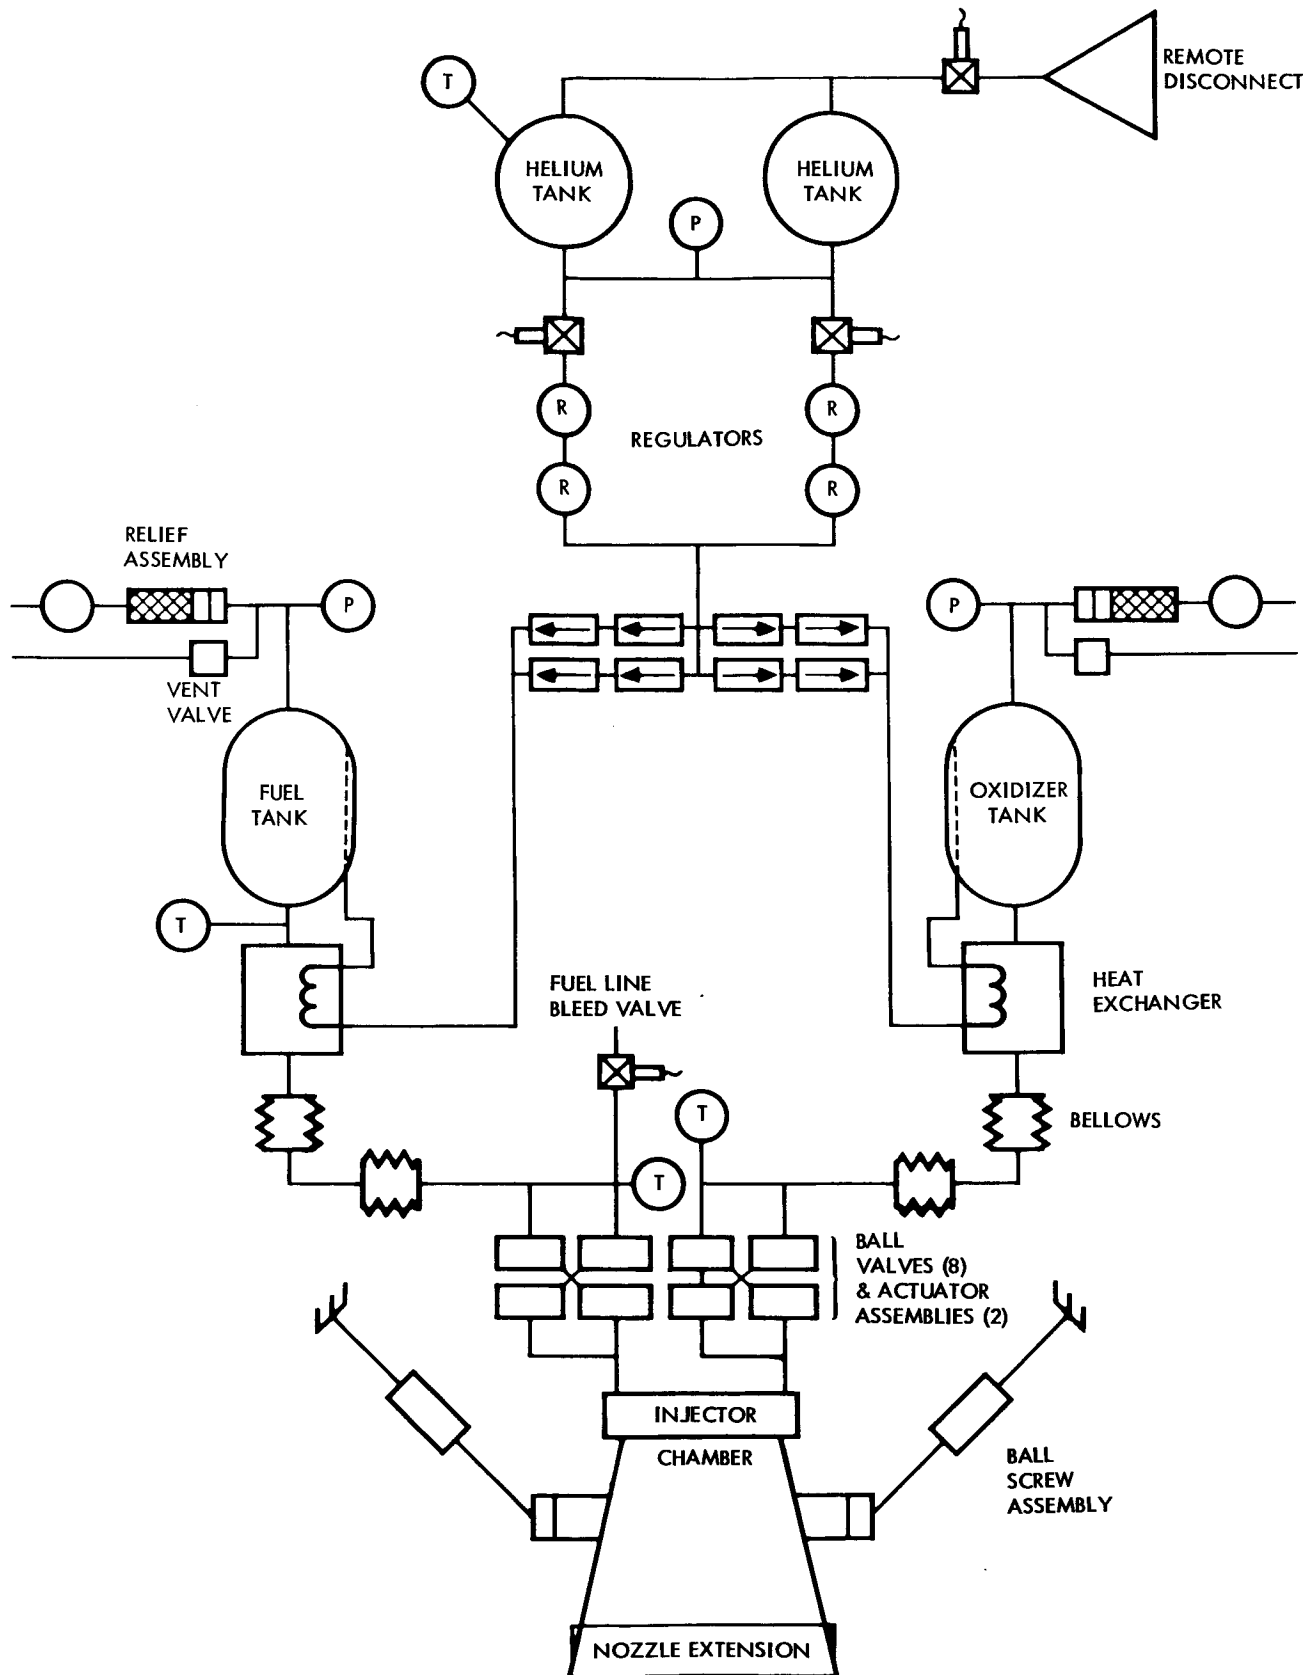 REMOTE
DISCONNECT
T
HELIUM
TANK
HELIUM
TANK
P
R
R
REGULATORS
R
R
RELIEF
ASSEMBLY
P
P
VENT
VALVE
FUEL
TANK
OXIDIZER
TANK
T
FUEL LINE
BLEED VALVE
HEAT
EXCHANGER
T
BELLOWS
T
BALL
VALVES (8)
& ACTUATOR
ASSEMBLIES (2)
INJECTOR
CHAMBER
BALL
SCREW
ASSEMBLY
NOZZLE EXTENSION